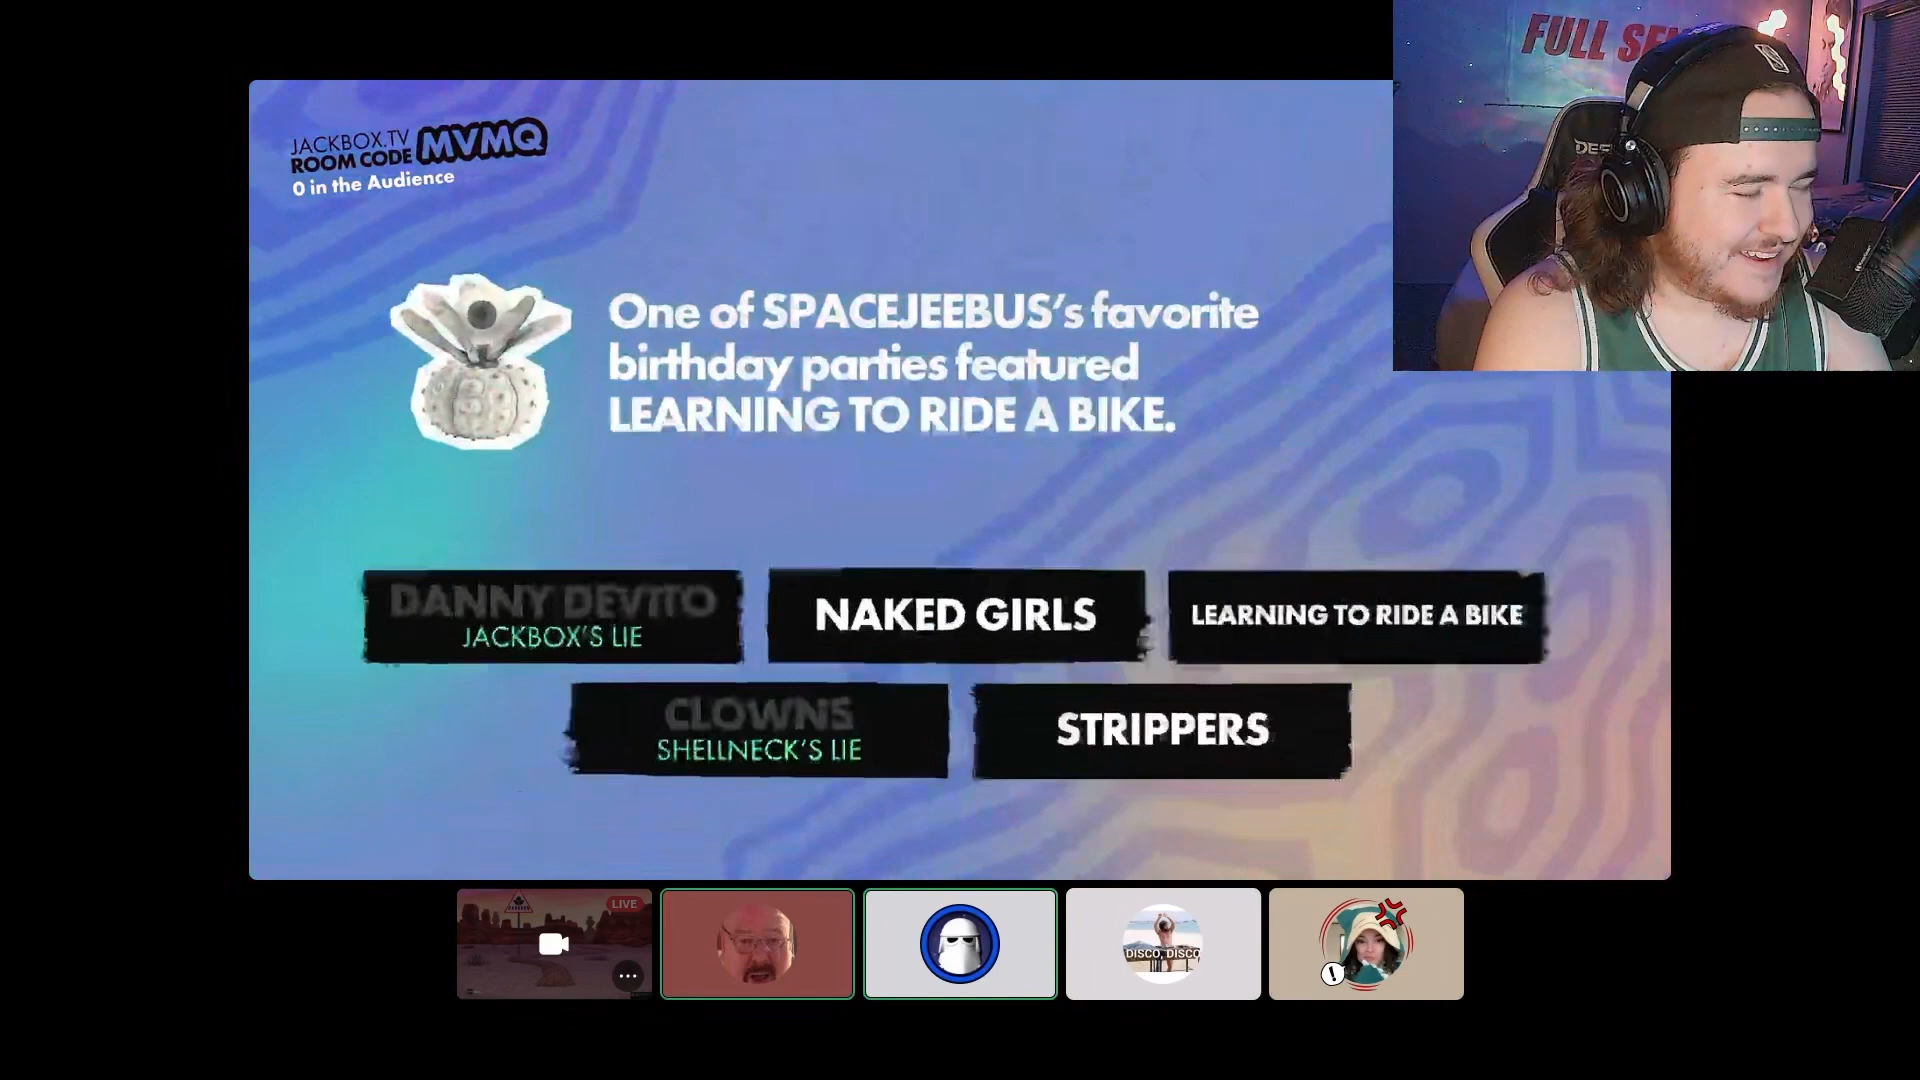 JACKBOX.TV
ROOM CODE MVMQ
0 in the Audience
FULL SEN
DES
One of SPACEJEEBUS's favorite
birthday parties featured
LEARNING TO RIDE A BIKE.
DANNY DEVITO
JACKBOX'S LIE
NAKED GIRLS
LEARNING TO RIDE A BIKE
CLOWNS
SHELLNECK'S LIE
STRIPPERS
LIVE
DISCO, DISCO